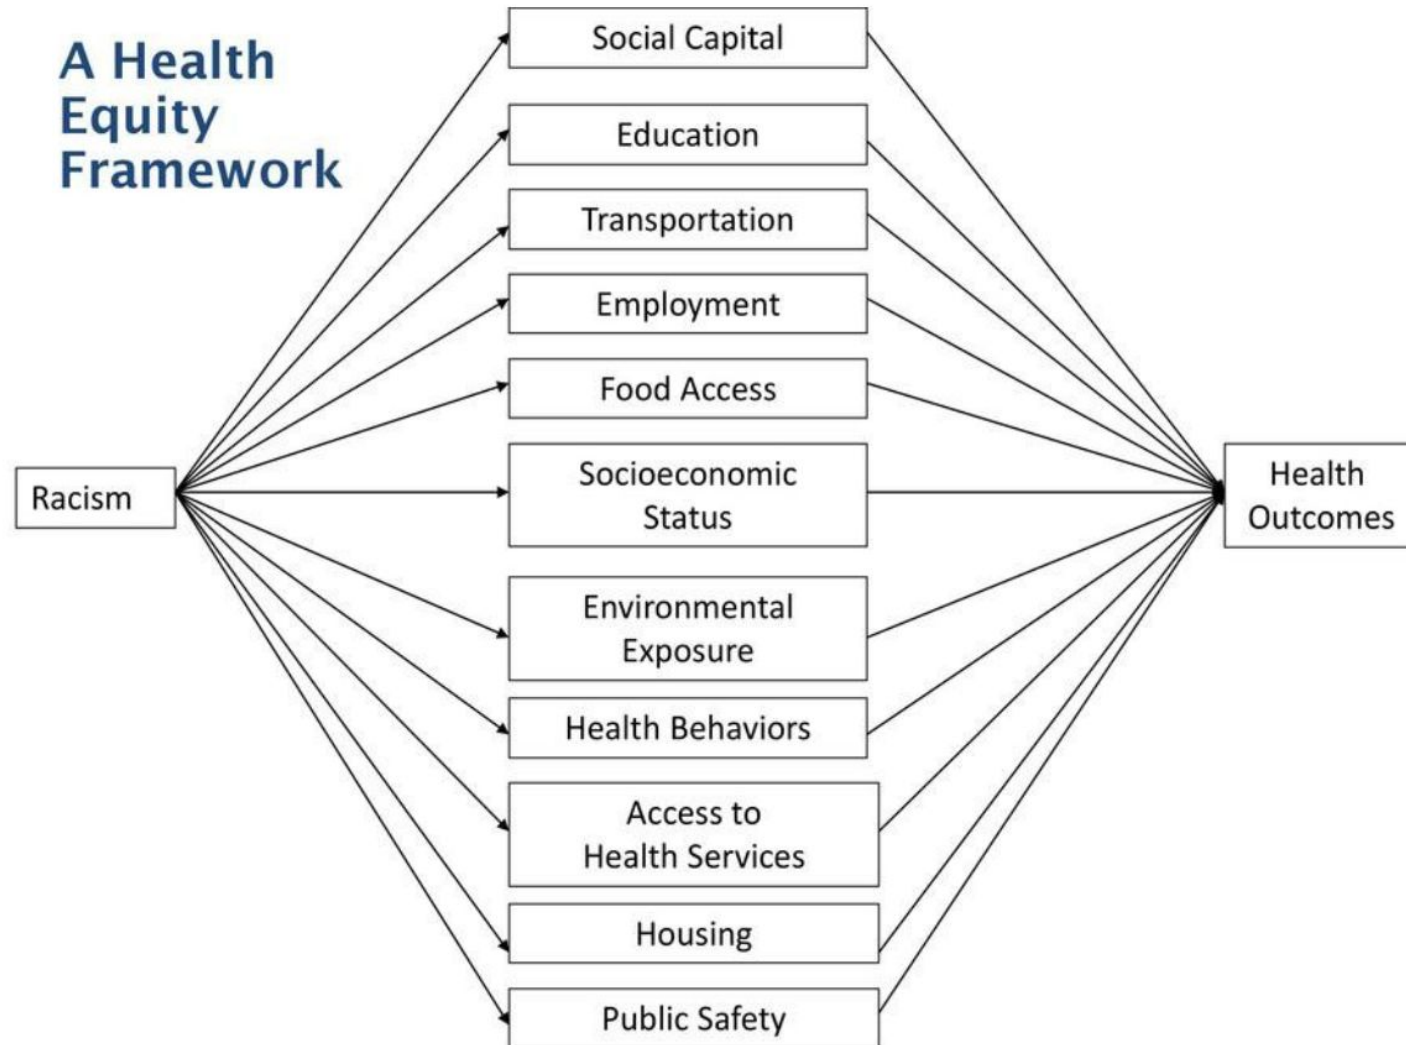 A Health
Equity
Framework
Social Capital
Education
Transportation
Employment
Food Access
Racism
Socioeconomic
Status
Health
Outcomes
Environmental
Exposure
Health Behaviors
Access to
Health Services
Housing
Public Safety